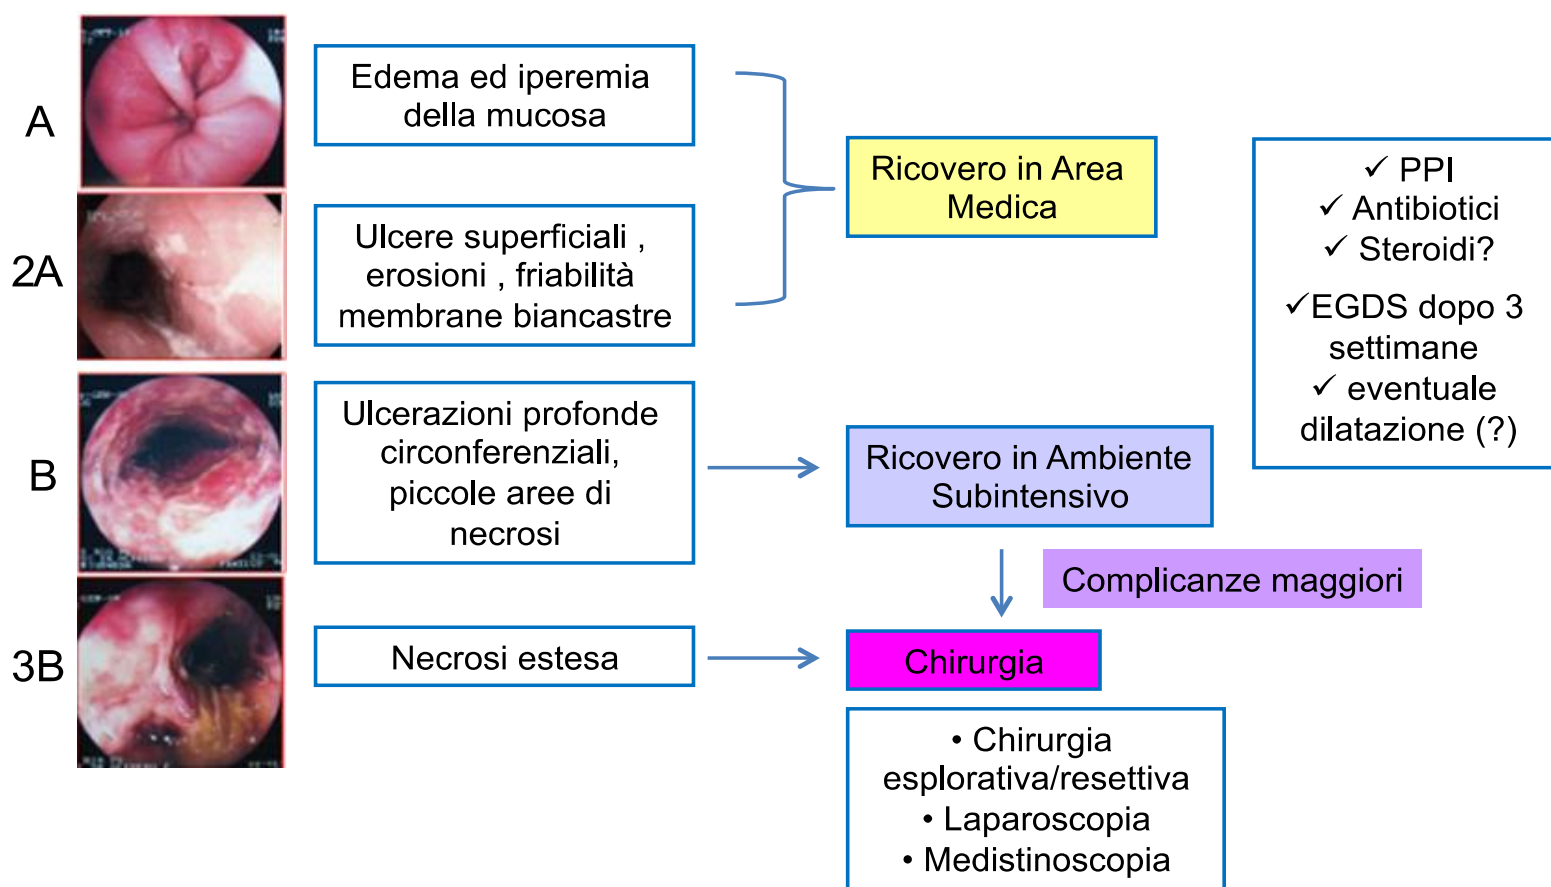 A
Edema ed iperemia
della mucosa
2A
Ulcere superficiali ,
erosioni , friabilità
membrane biancastre
B
Ulcerazioni profonde
circonferenziali,
piccole aree di
necrosi
3B
Necrosi estesa
Ricovero in Area
Medica
Ricovero in Ambiente
Subintensivo
Complicanze maggiori
Chirurgia
• Chirurgia
esplorativa/resettiva
• Laparoscopia
• Medistinoscopia
✓ PPI
✓ Antibiotici
✓ Steroidi?
✓EGDS dopo 3
settimane
✓ eventuale
dilatazione (?)